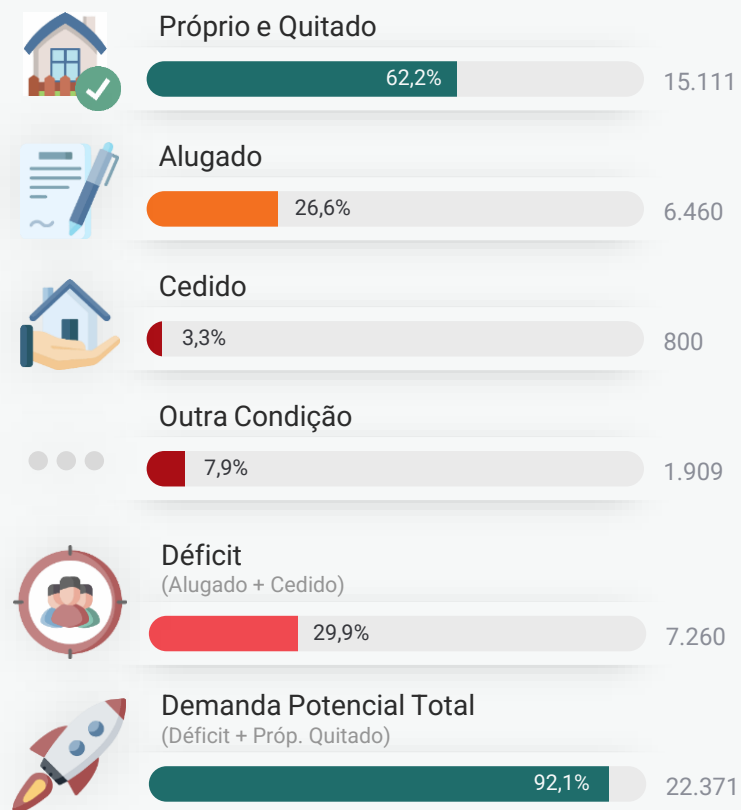 Próprio e Quitado
62,2%
15.111
Alugado
26,6%
6.460
Cedido
3,3%
800
Outra Condição
7,9%
1.909
Déficit
(Alugado + Cedido)
29,9%
7.260
Demanda Potencial Total
(Déficit + Próp. Quitado)
92,1%
22.371